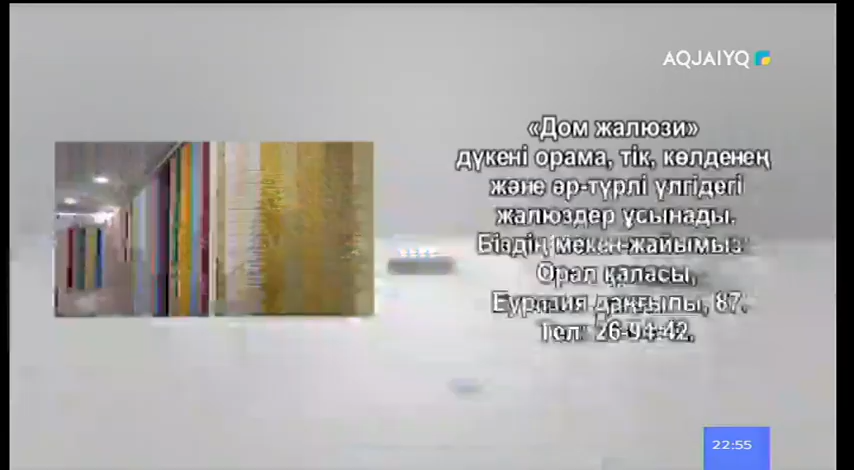 AQJAIYQ
«Дом жалюзи»
дүкені орама, тік, көлденең
және әр-түрлі үлгідегі
жалюздер ұсынады.
Біздің мекен-жайымыз:
Орал қаласы,
Еуразия даңғылы, 87.
Тел: 26-94-42.
22:55